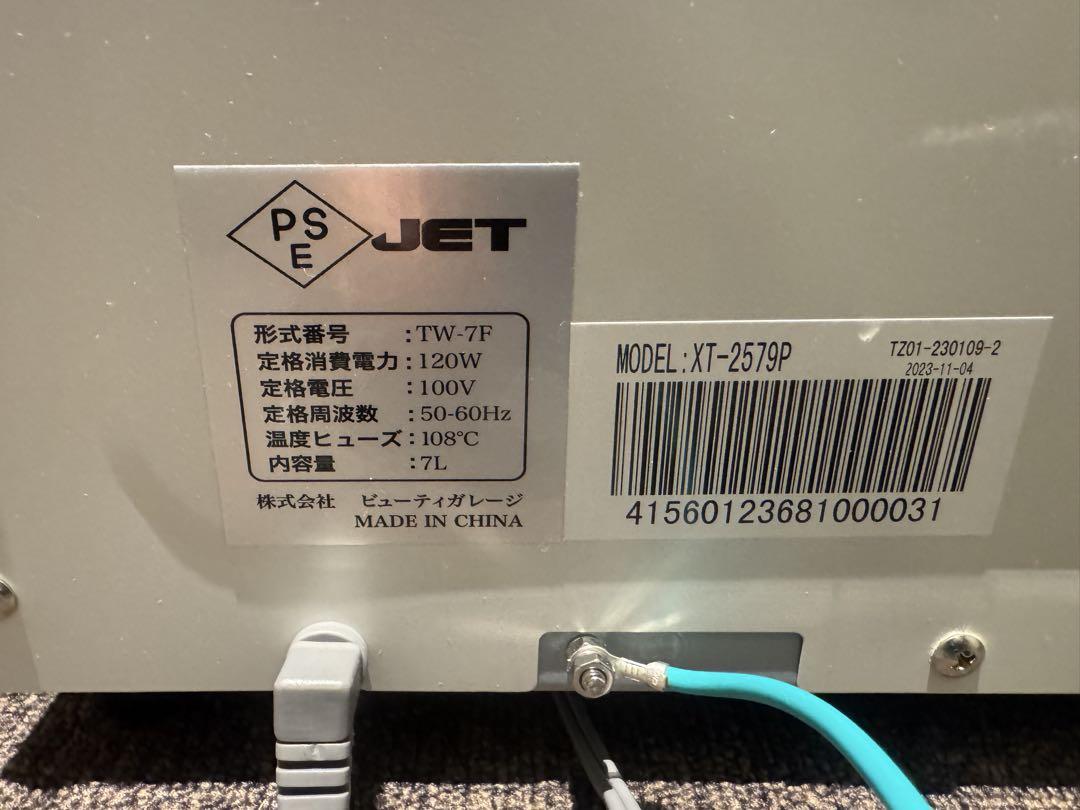 PS
E
JET
形式番号 :TW-7F
定格消費電力:120W
定格電圧 :100V
定格周波数 :50-60Hz
温度ヒューズ:108℃
内容量 :7L
株式会社 ビューティガレージ
MADE IN CHINA
MODEL:XT-2579P
TZ01-230109-2
2023-11-04
41560123681000031